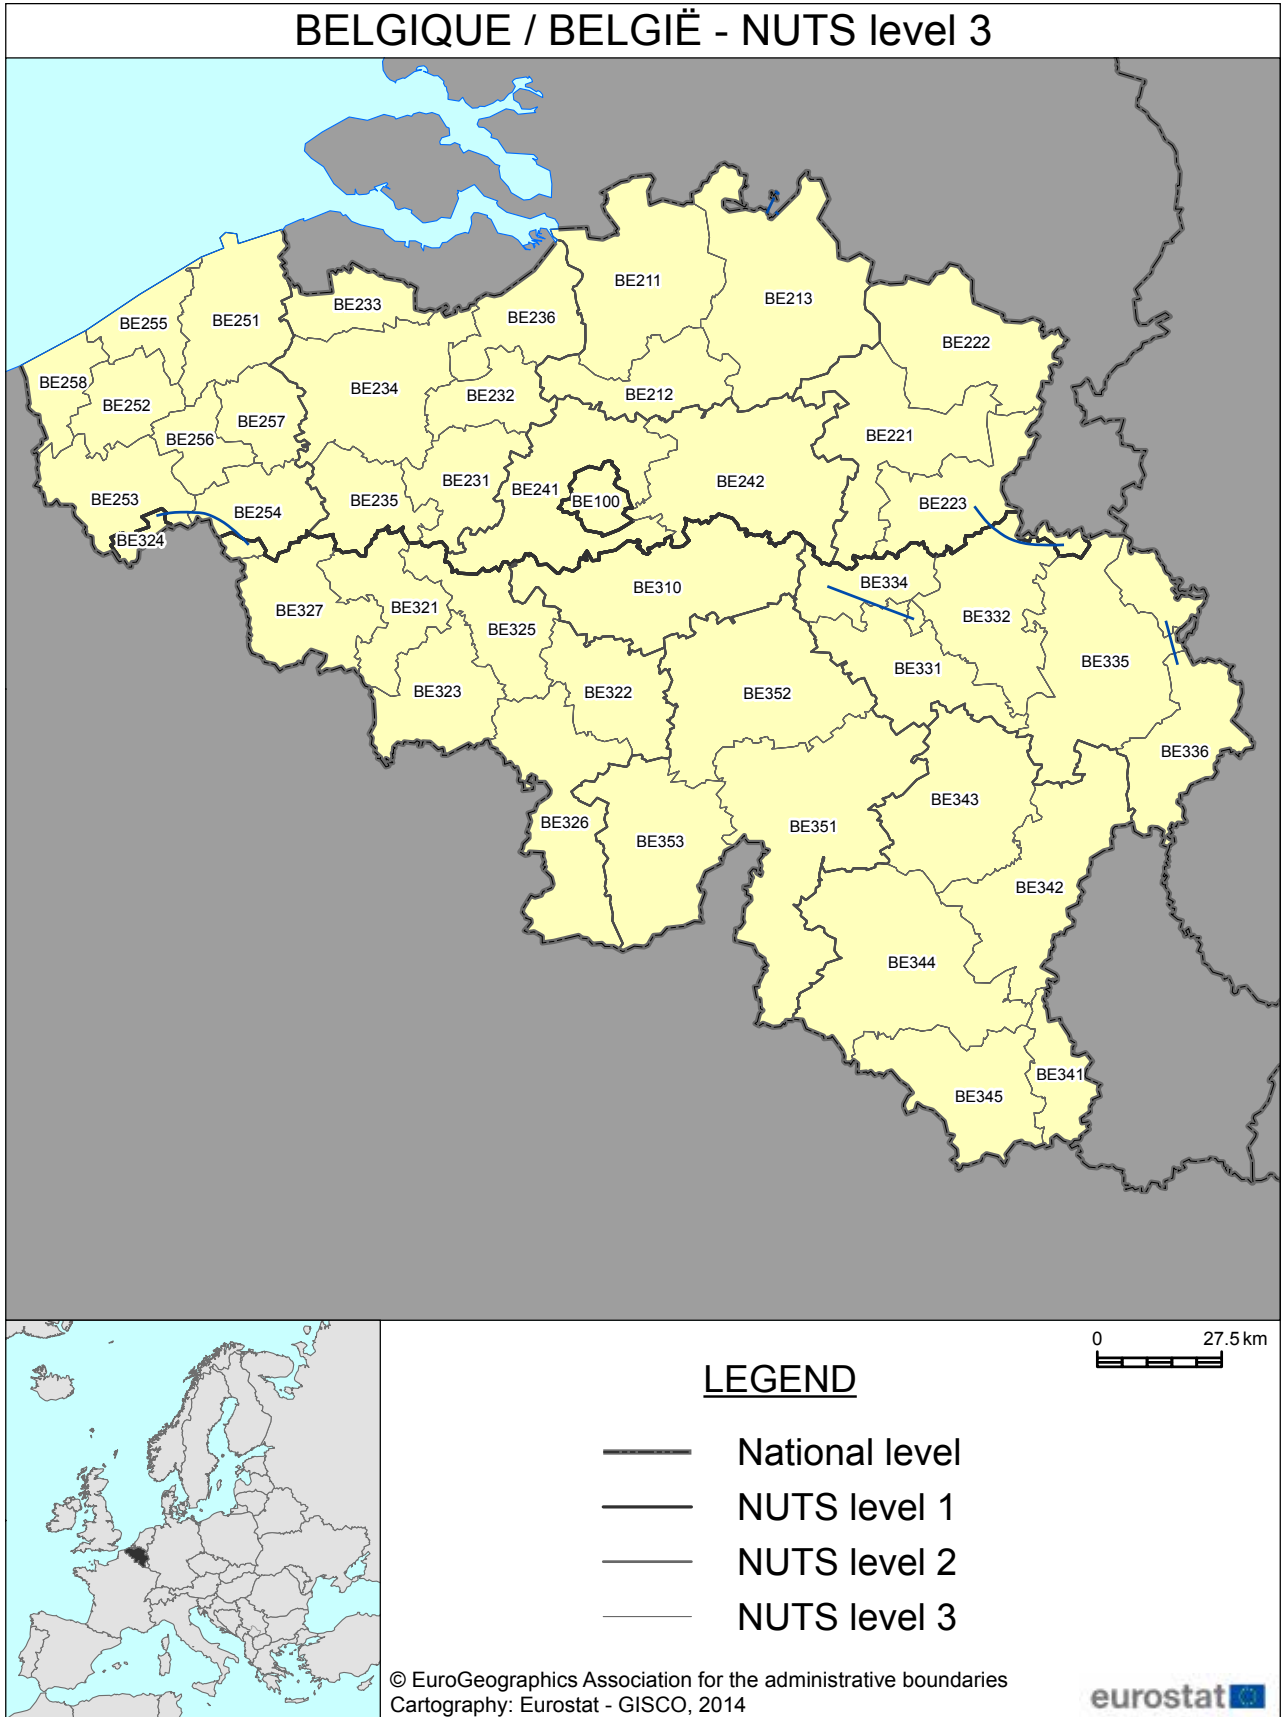 BELGIQUE / BELGIË - NUTS level 3
BE211
BE213
BE233
BE236
BE255
BE251
BE222
BE258
BE234
BE232
BE212
BE252
BE257
BE256
BE221
BE231
BE242
BE241
BE253
BE235
BE100
BE223
BE254
BE324
BE334
BE310
BE321
BE327
BE332
BE325
BE335
BE331
BE323
BE322
BE352
BE336
BE343
BE326
BE351
BE353
BE342
BE344
BE341
BE345
0 27.5 km
LEGEND
National level
NUTS level 1
NUTS level 2
NUTS level 3
© EuroGeographics Association for the administrative boundaries
Cartography: Eurostat - GISCO, 2014
eurostat